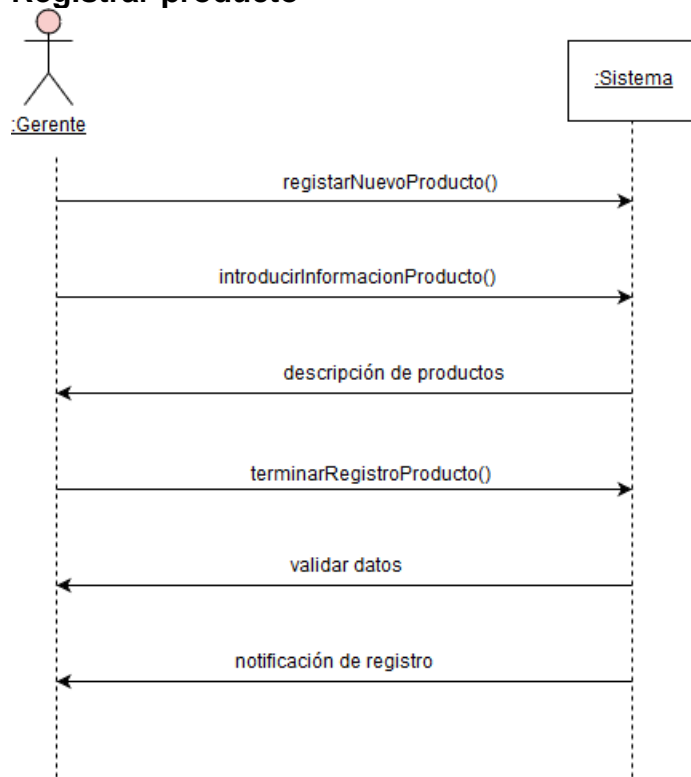 Registrar producto
:Sistema
:Gerente
registarNuevoProducto()
introducirInformacionProducto()
descripción de productos
terminarRegistroProducto()
validar datos
notificación de registro